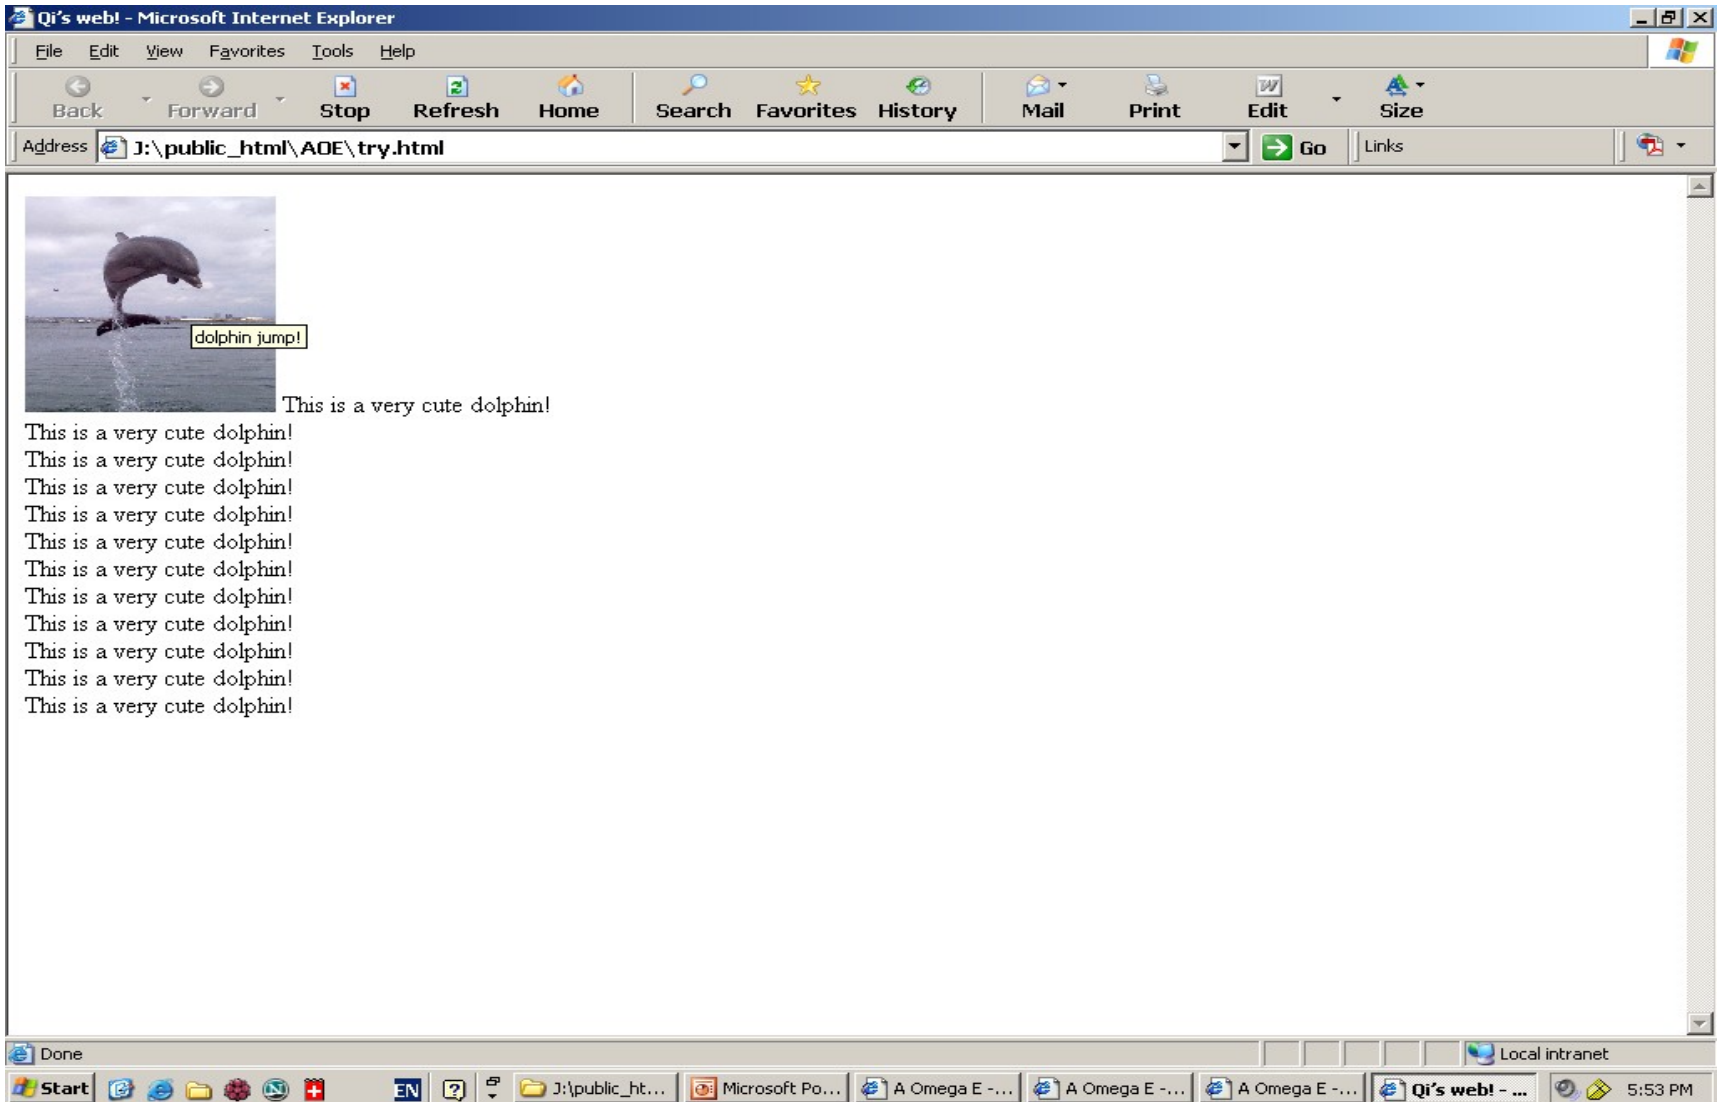 Qi's web! - Microsoft Internet Explorer
File Edit View Favorites Tools Help
Back Forward Stop Refresh Home Search Favorites History Mail Print Edit Size
Address J:\public_html\AOE\try.html Go Links
dolphin jump!
This is a very cute dolphin!
This is a very cute dolphin!
This is a very cute dolphin!
This is a very cute dolphin!
This is a very cute dolphin!
This is a very cute dolphin!
This is a very cute dolphin!
This is a very cute dolphin!
This is a very cute dolphin!
This is a very cute dolphin!
This is a very cute dolphin!
This is a very cute dolphin!
Done Local intranet
Start EN J:\public_ht... Microsoft Po... A Omega E -... A Omega E -... A Omega E -... Qi's web! - ... 5:53 PM